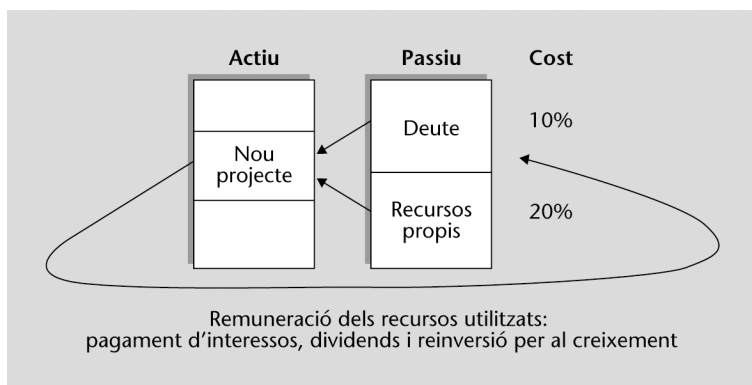 Actiu Passiu Cost
Deute 10%
Nou
projecte
Recursos 20%
propis
Remuneració dels recursos utilitzats:
pagament d’interessos, dividends i reinversió per al creixement